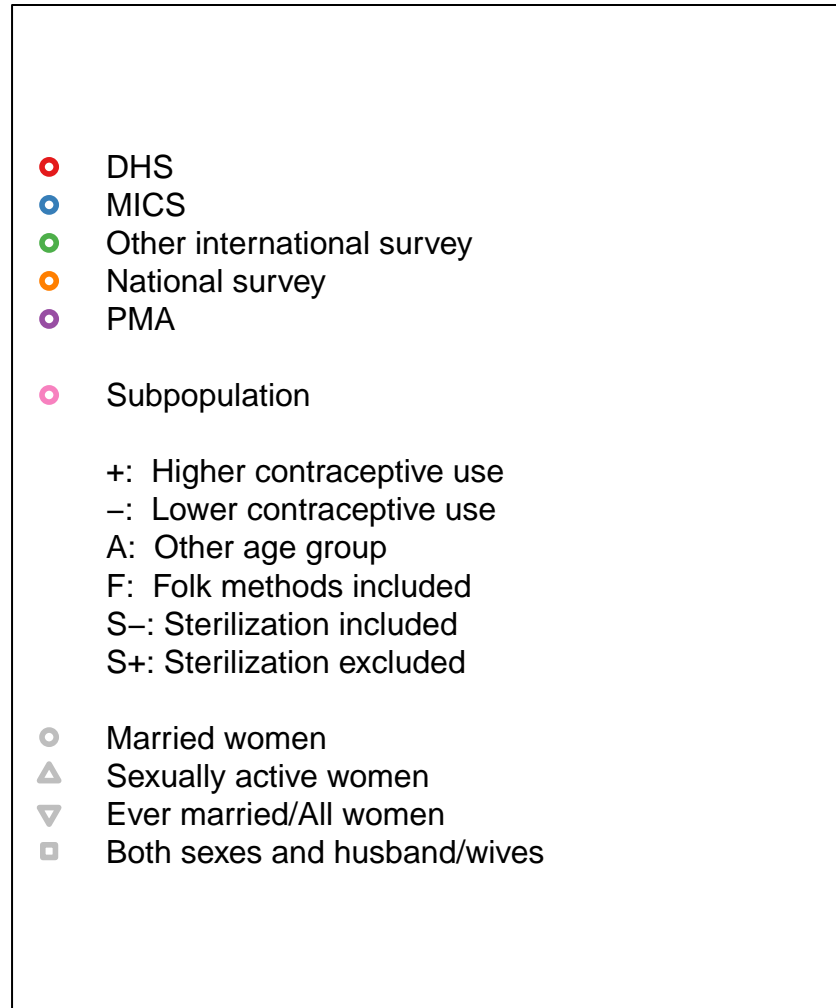 DHS
MICS
Other international survey
National survey
PMA
Subpopulation
+: Higher contraceptive use
−: Lower contraceptive use
A: Other age group
F: Folk methods included
S−: Sterilization included
S+: Sterilization excluded
Married women
Sexually active women
Ever married/All women
Both sexes and husband/wives